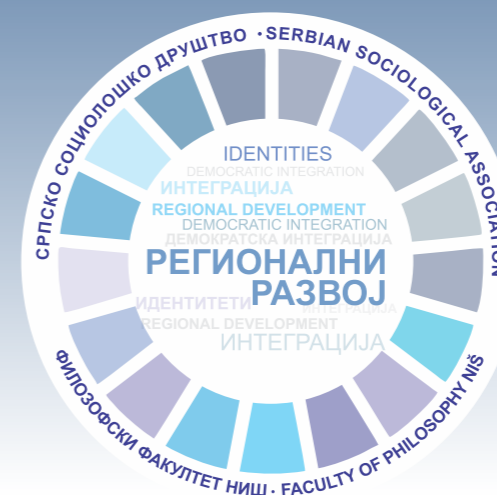 СРПСКО СОЦИОЛОШКО ДРУШТВО · SERBIAN SOCIOLOGICAL ASSOCIATION
IDENTITIES
DEMOCRATIC INTEGRATION
ИНТЕГРАЦИЈА
REGIONAL DEVELOPMENT
DEMOCRATIC INTEGRATION
ДЕМОКРАТСКА ИНТЕГРАЦИЈА
РЕГИОНАЛНИ
РАЗВОЈ
ИДЕНТИТЕТИ ИНТЕГРАЦИЈА
REGIONAL DEVELOPMENT
ИНТЕГРАЦИЈА
ФИЛОЗОФСКИ ФАКУЛТЕТ НИШ · FACULTY OF PHILOSOPHY NIŠ